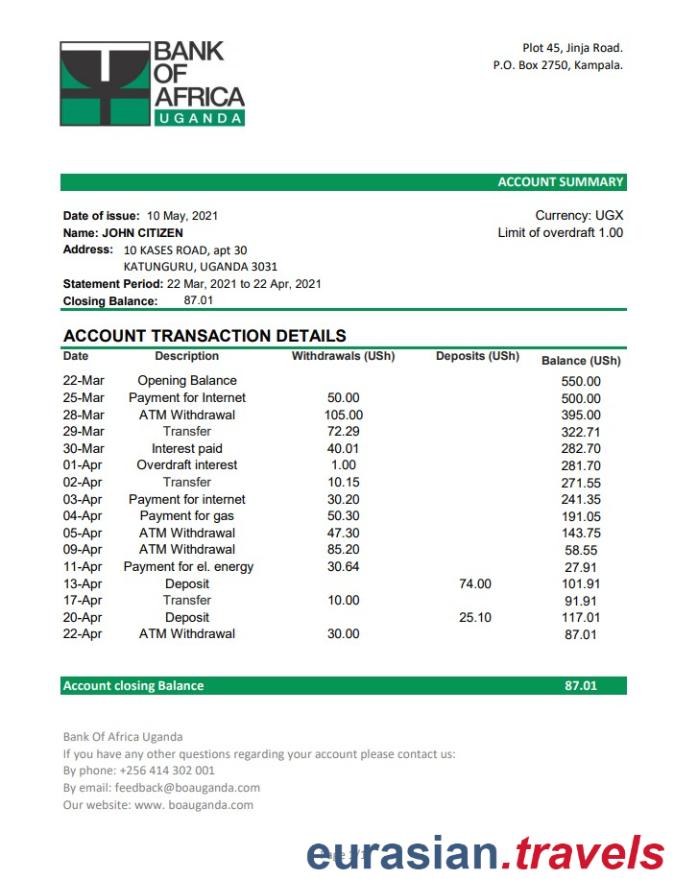 BANK
OF
AFRICA
UGANDA
Plot 45, Jinja Road.
P.O. Box 2750, Kampala.
ACCOUNT SUMMARY
Date of issue: 10 May, 2021
Currency: UGX
Name: JOHN CITIZEN
Limit of overdraft 1.00
Address: 10 KASES ROAD, apt 30
KATUNGURU, UGANDA 3031
Statement Period: 22 Mar, 2021 to 22 Apr, 2021
Closing Balance: 87.01
ACCOUNT TRANSACTION DETAILS
Date Description Withdrawals (USh) Deposits (USh) Balance (USh)
22-Mar Opening Balance 550.00
25-Mar Payment for Internet 50.00 500.00
28-Mar ATM Withdrawal 105.00 395.00
29-Mar Transfer 72.29 322.71
30-Mar Interest paid 40.01 282.70
01-Apr Overdraft interest 1.00 281.70
02-Apr Transfer 10.15 271.55
03-Apr Payment for internet 30.20 241.35
04-Apr Payment for gas 50.30 191.05
05-Apr ATM Withdrawal 47.30 143.75
09-Apr ATM Withdrawal 85.20 58.55
11-Apr Payment for el. energy 30.64 27.91
13-Apr Deposit 74.00 101.91
17-Apr Transfer 10.00 91.91
20-Apr Deposit 25.10 117.01
22-Apr ATM Withdrawal 30.00 87.01
Account closing Balance 87.01
Bank Of Africa Uganda
If you have any other questions regarding your account please contact us:
By phone: +256 414 302 001
By email: feedback@boauganda.com
Our website: www. boauganda.com
eurasian.travels